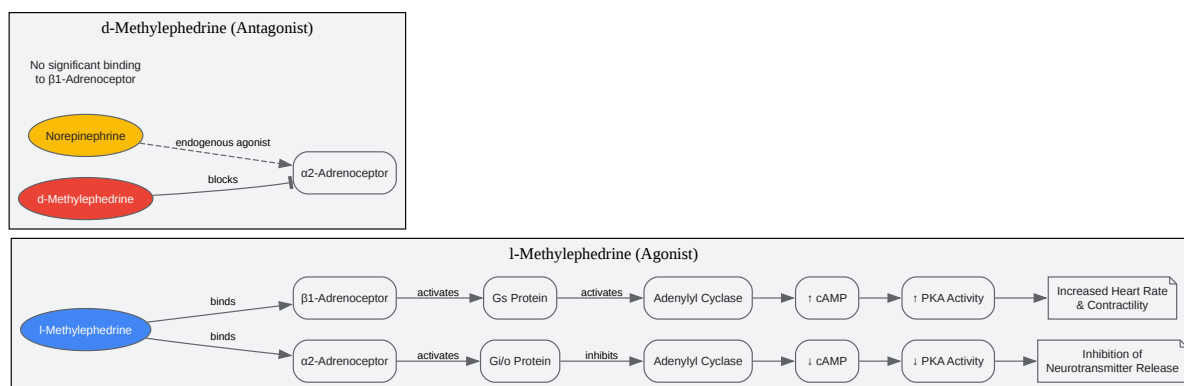 d-Methylephedrine (Antagonist)
No significant binding
to β1-Adrenoceptor
Norepinephrine
endogenous agonist
α2-Adrenoceptor
blocks
d-Methylephedrine
l-Methylephedrine (Agonist)
l-Methylephedrine
binds
β1-Adrenoceptor
activates
Gs Protein
activates
Adenylyl Cyclase
↑ cAMP
↑ PKA Activity
Increased Heart Rate
& Contractility
binds
α2-Adrenoceptor
activates
Gi/o Protein
inhibits
Adenylyl Cyclase
↓ cAMP
↓ PKA Activity
Inhibition of
Neurotransmitter Release